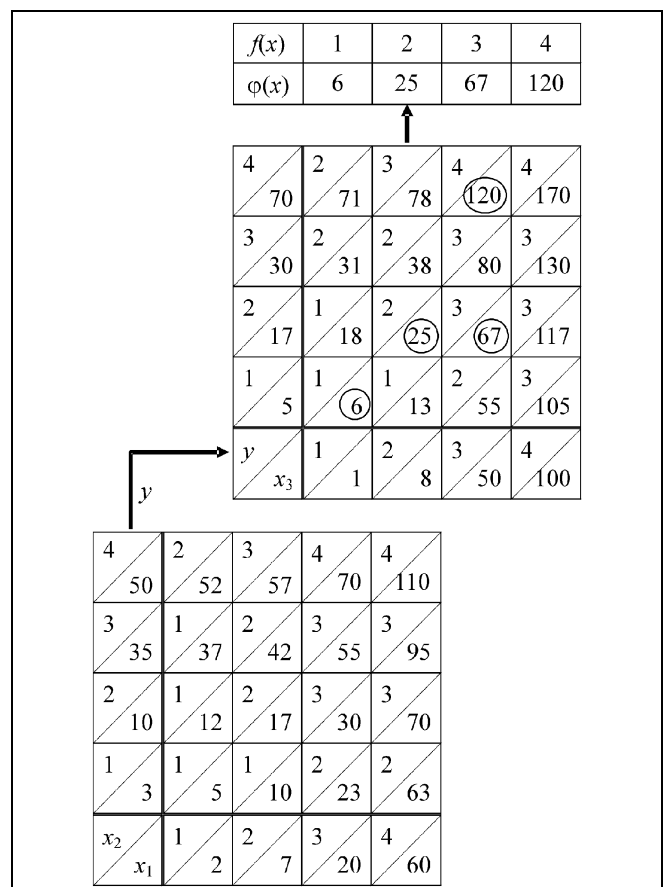 f(x) 1 2 3 4
φ(x) 6 25 67 120
4 70 2 71 3 78 4 120 4 170
3 30 2 31 2 38 3 80 3 130
2 17 1 18 2 25 3 67 3 117
1 5 1 6 1 13 2 55 3 105
y x₃ 1 1 2 8 3 50 4 100
y
4 50 2 52 3 57 4 70 4 110
3 35 1 37 2 42 3 55 3 95
2 10 1 12 2 17 3 30 3 70
1 3 1 5 1 10 2 23 2 63
x₂ x₁ 1 2 2 7 3 20 4 60